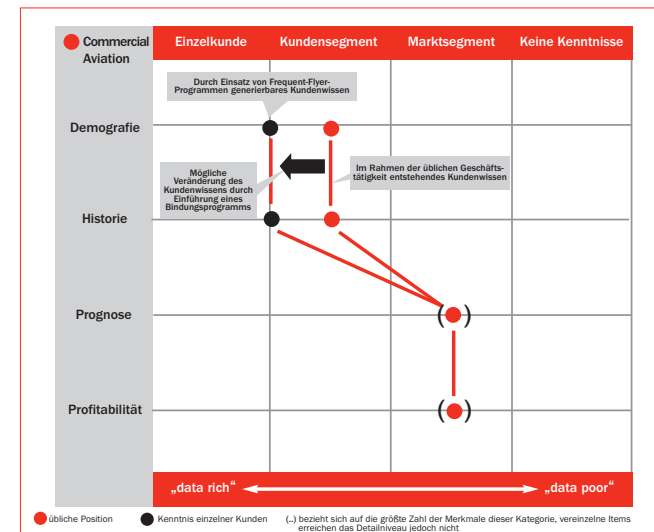 Commercial Aviation
Einzelkunde
Kundensegment
Marktsegment
Keine Kenntnisse
Durch Einsatz von Frequent-Flyer-
Programmen generierbares Kundenwissen
Demografie
Mögliche
Veränderung des
Kundenwissens durch
Einführung eines
Bindungsprogramms
Im Rahmen der üblichen Geschäfts-
tätigkeit entstehendes Kundenwissen
Historie
Prognose
( )
Profitabilität
( )
„data rich“
„data poor“
übliche Position
Kenntnis einzelner Kunden
(..) bezieht sich auf die größte Zahl der Merkmale dieser Kategorie, vereinzelne Items
erreichen das Detailniveau jedoch nicht